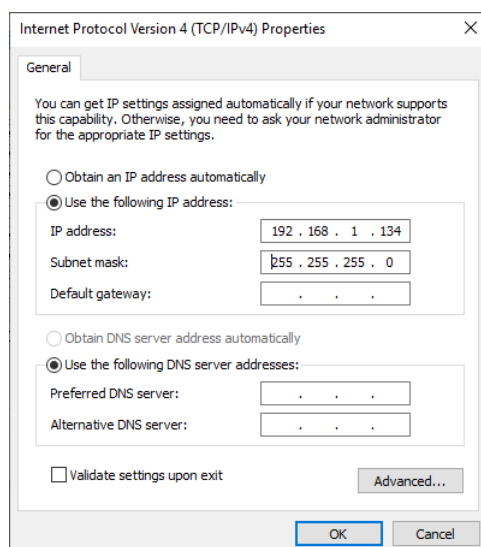 Internet Protocol Version 4 (TCP/IPv4) Properties
General
You can get IP settings assigned automatically if your network supports
this capability. Otherwise, you need to ask your network administrator
for the appropriate IP settings.
Obtain an IP address automatically
Use the following IP address:
IP address: 192 . 168 . 1 . 134
Subnet mask: 255 . 255 . 255 . 0
Default gateway: . . .
Obtain DNS server address automatically
Use the following DNS server addresses:
Preferred DNS server: . . .
Alternative DNS server: . . .
Validate settings upon exit
Advanced...
OK Cancel